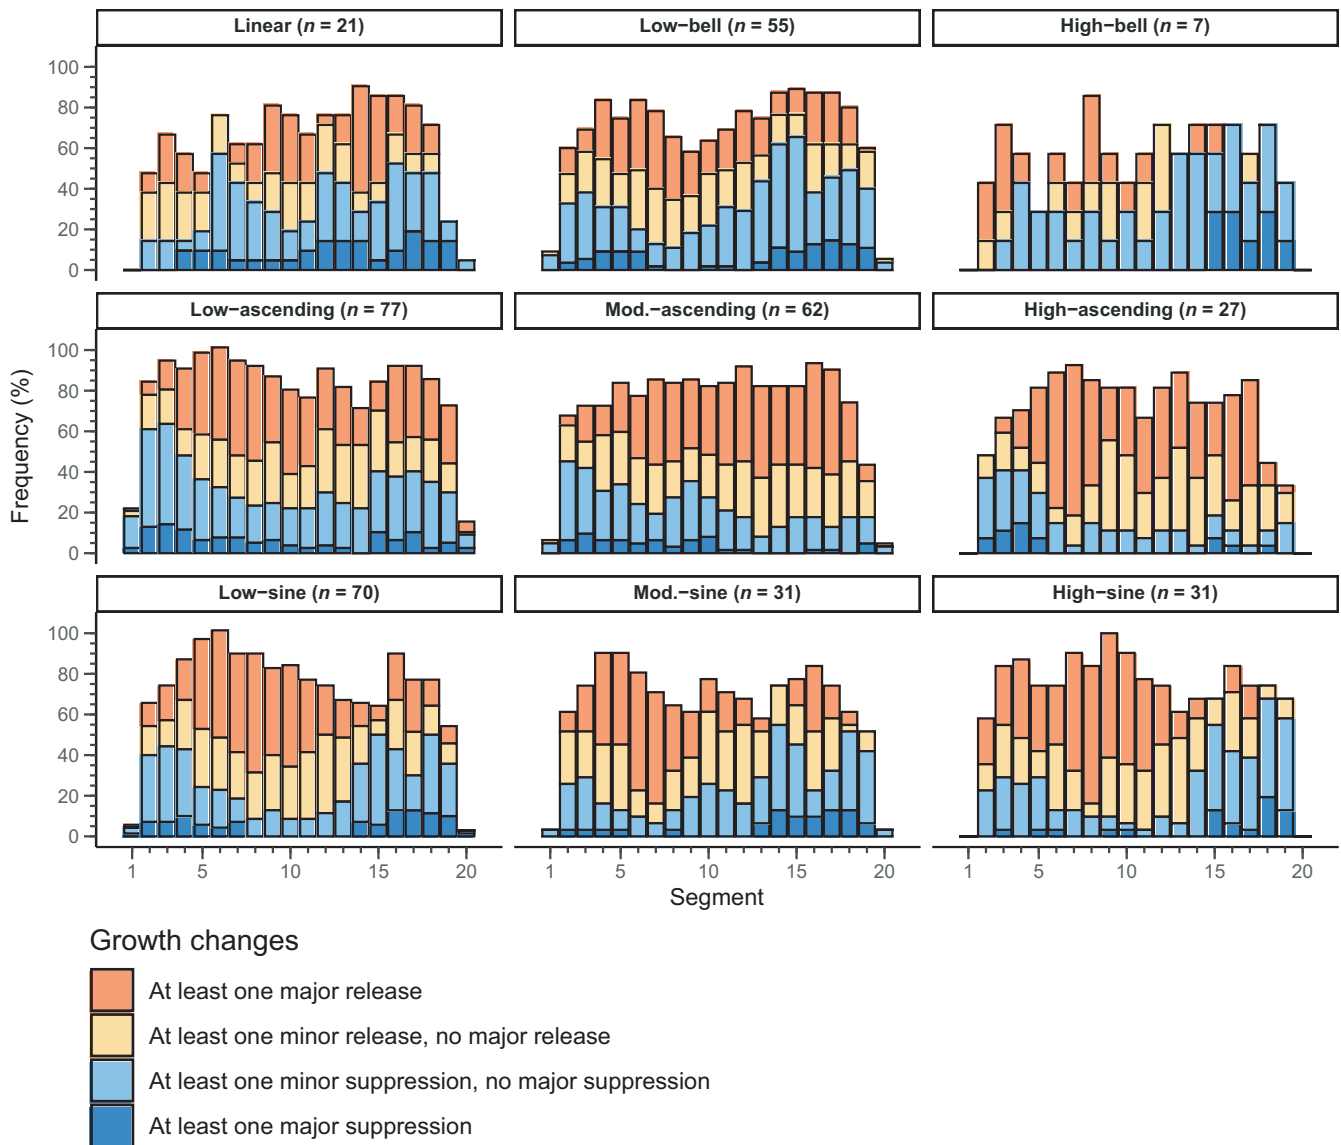 Linear (n = 21)
Low−bell (n = 55)
High−bell (n = 7)
100
80
60
40
20
0
Low−ascending (n = 77)
Mod.−ascending (n = 62)
High−ascending (n = 27)
100
80
60
40
20
0
Frequency (%)
Low−sine (n = 70)
Mod.−sine (n = 31)
High−sine (n = 31)
100
80
60
40
20
0
1 5 10 15 20
1 5 10 15 20
1 5 10 15 20
Segment
Growth changes
At least one major release
At least one minor release, no major release
At least one minor suppression, no major suppression
At least one major suppression